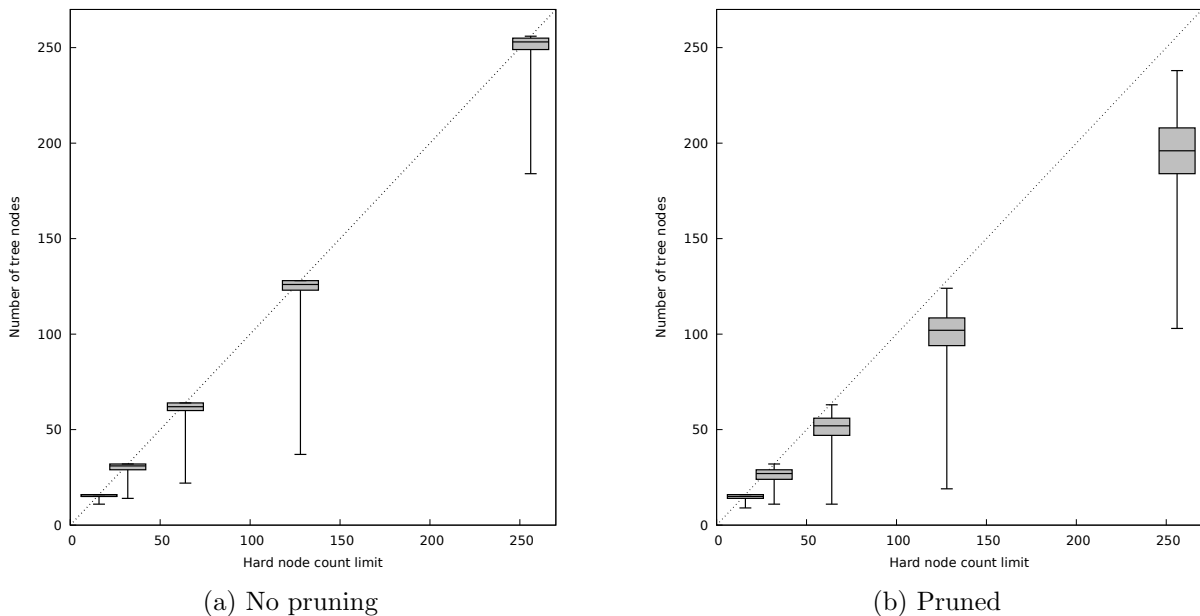 250
200
150
100
50
0
Number of tree nodes
0 50 100 150 200 250
Hard node count limit
(a) No pruning
250
200
150
100
50
0
Number of tree nodes
0 50 100 150 200 250
Hard node count limit
(b) Pruned